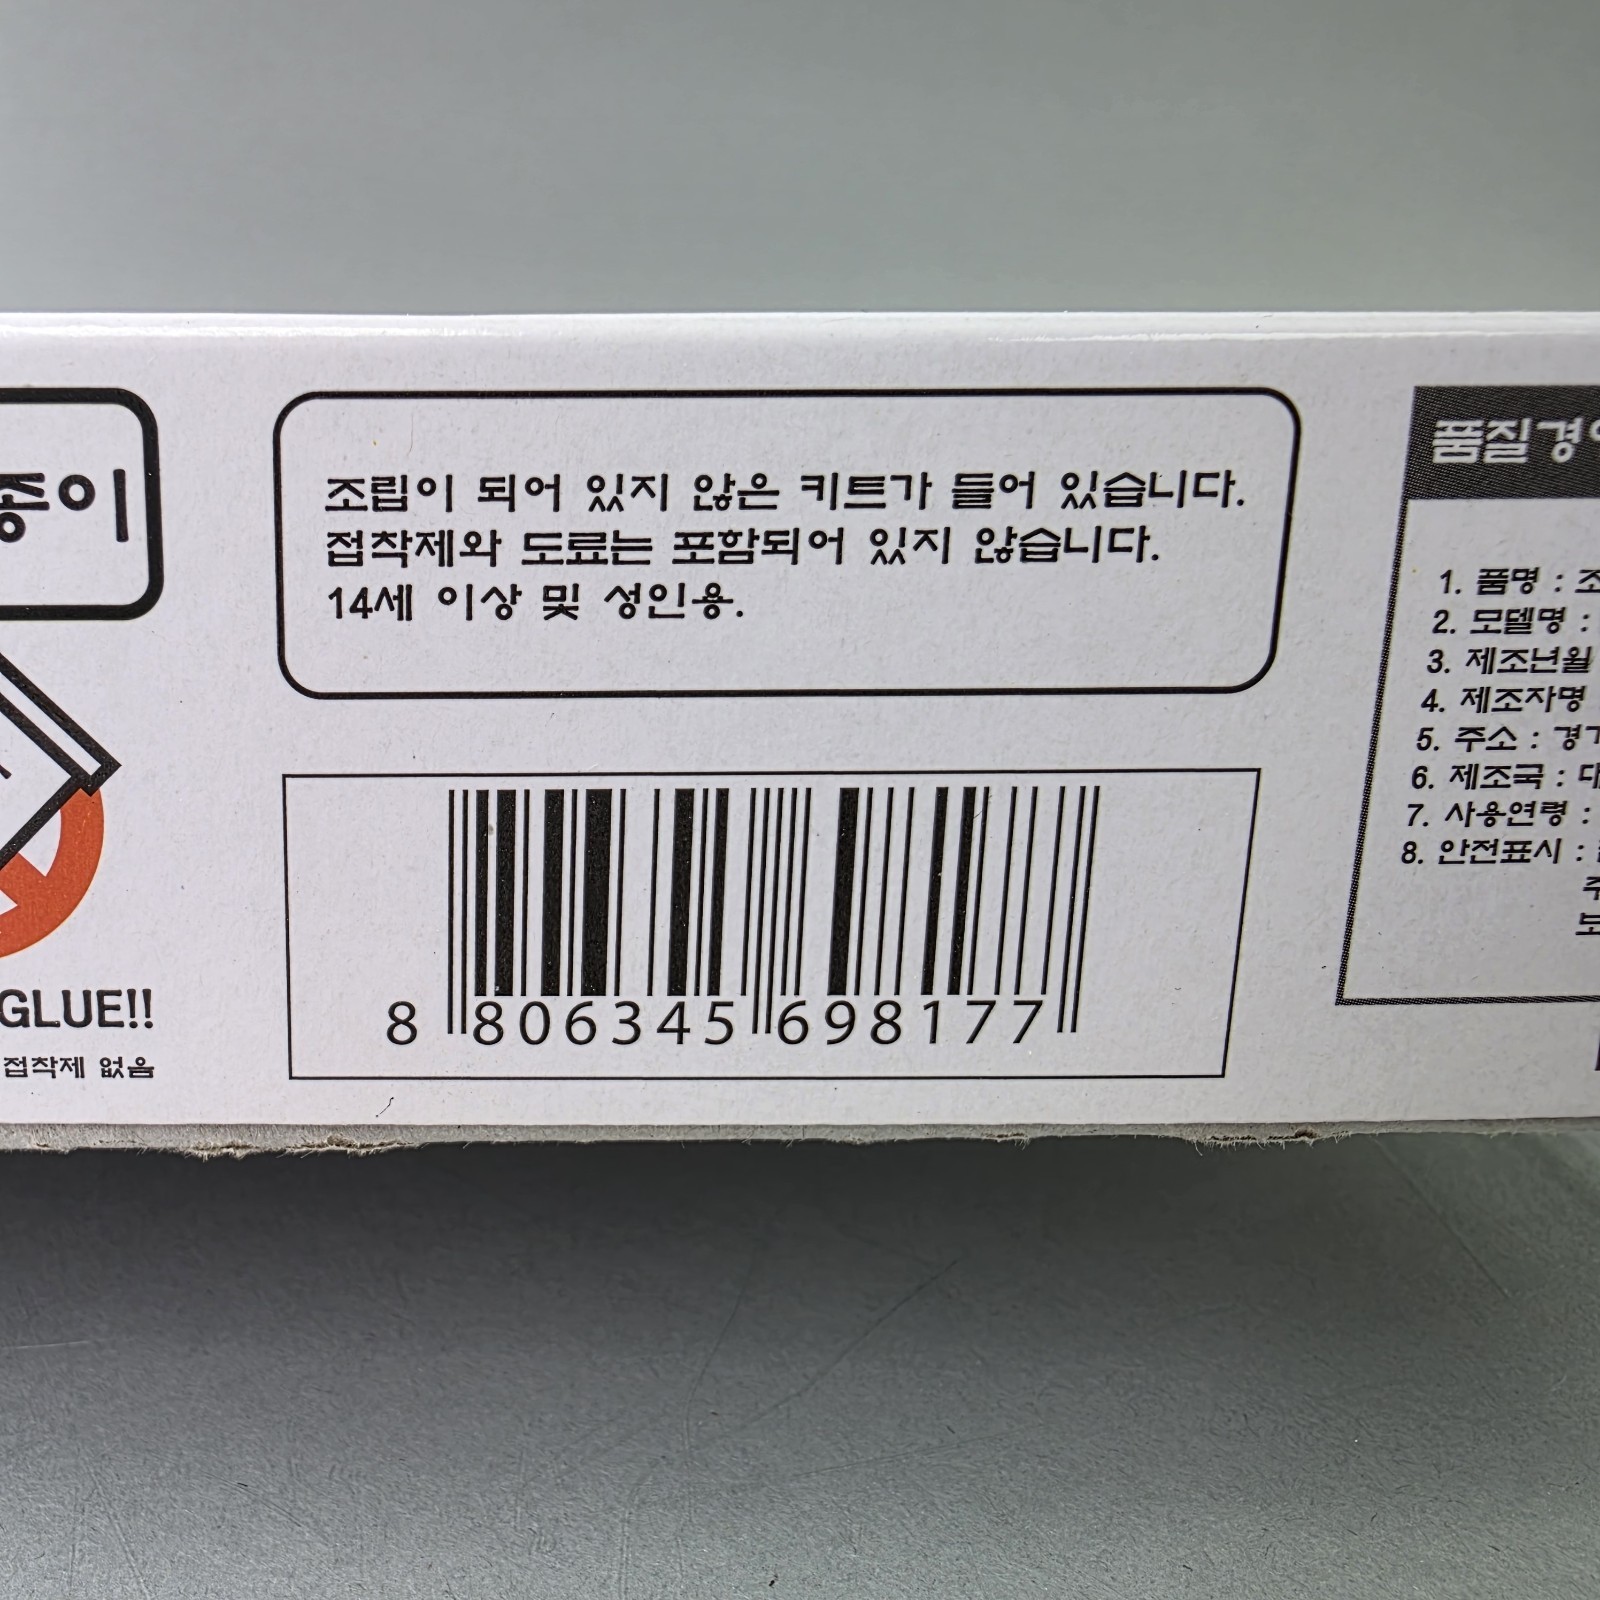 종이
GLUE!!
접착제 없음
조립이 되어 있지 않은 키트가 들어 있습니다.
접착제와 도료는 포함되어 있지 않습니다.
14세 이상 및 성인용.
8 806345 698177
품질경
1. 품명 : 조
2. 모델명 :
3. 제조년월
4. 제조자명
5. 주소 : 경기
6. 제조국 : 대
7. 사용연령 :
8. 안전표시 :